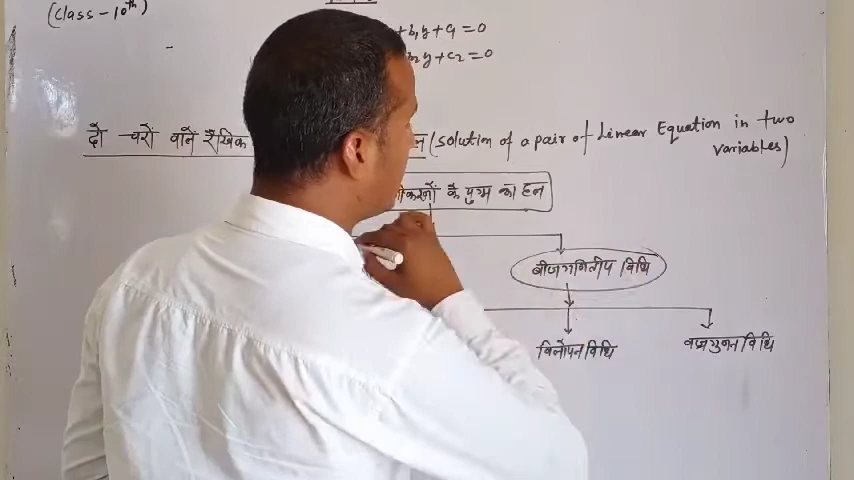 (Class - 10th)
+ b₁y + c₁ = 0
b₂y + c₂ = 0
दो चरों वाले रैखिक
(Solution of a pair of Linear Equation in two
variables)
के युग्म का हल
बीजगणितीय विधि
विलोपन विधि
वज्रगुणन विधि